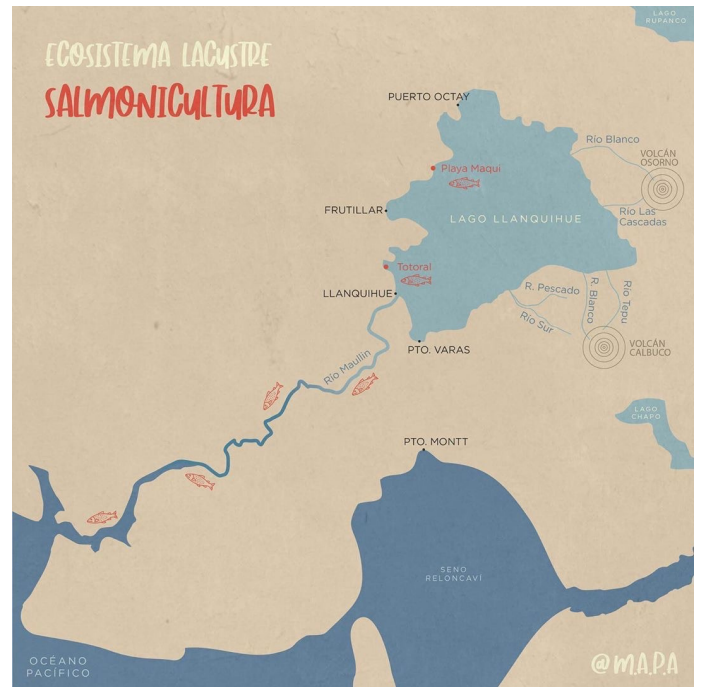 LAGO
RUPANCO
ECOSISTEMA LACUSTRE
SALMONICULTURA
PUERTO OCTAY
Río Blanco
VOLCÁN
OSORNO
Playa Maqui
FRUTILLAR
LAGO LLANQUIHUE
Río Las
Cascadas
Totoral
LLANQUIHUE
R. Pescado
R. Blanco
Río Tepu
Río Sur
VOLCÁN
CALBUCO
PTO. VARAS
Río Maullin
LAGO
CHAPO
PTO. MONTT
SENO
RELONCAVÍ
OCÉANO
PACÍFICO
@M.A.P.A